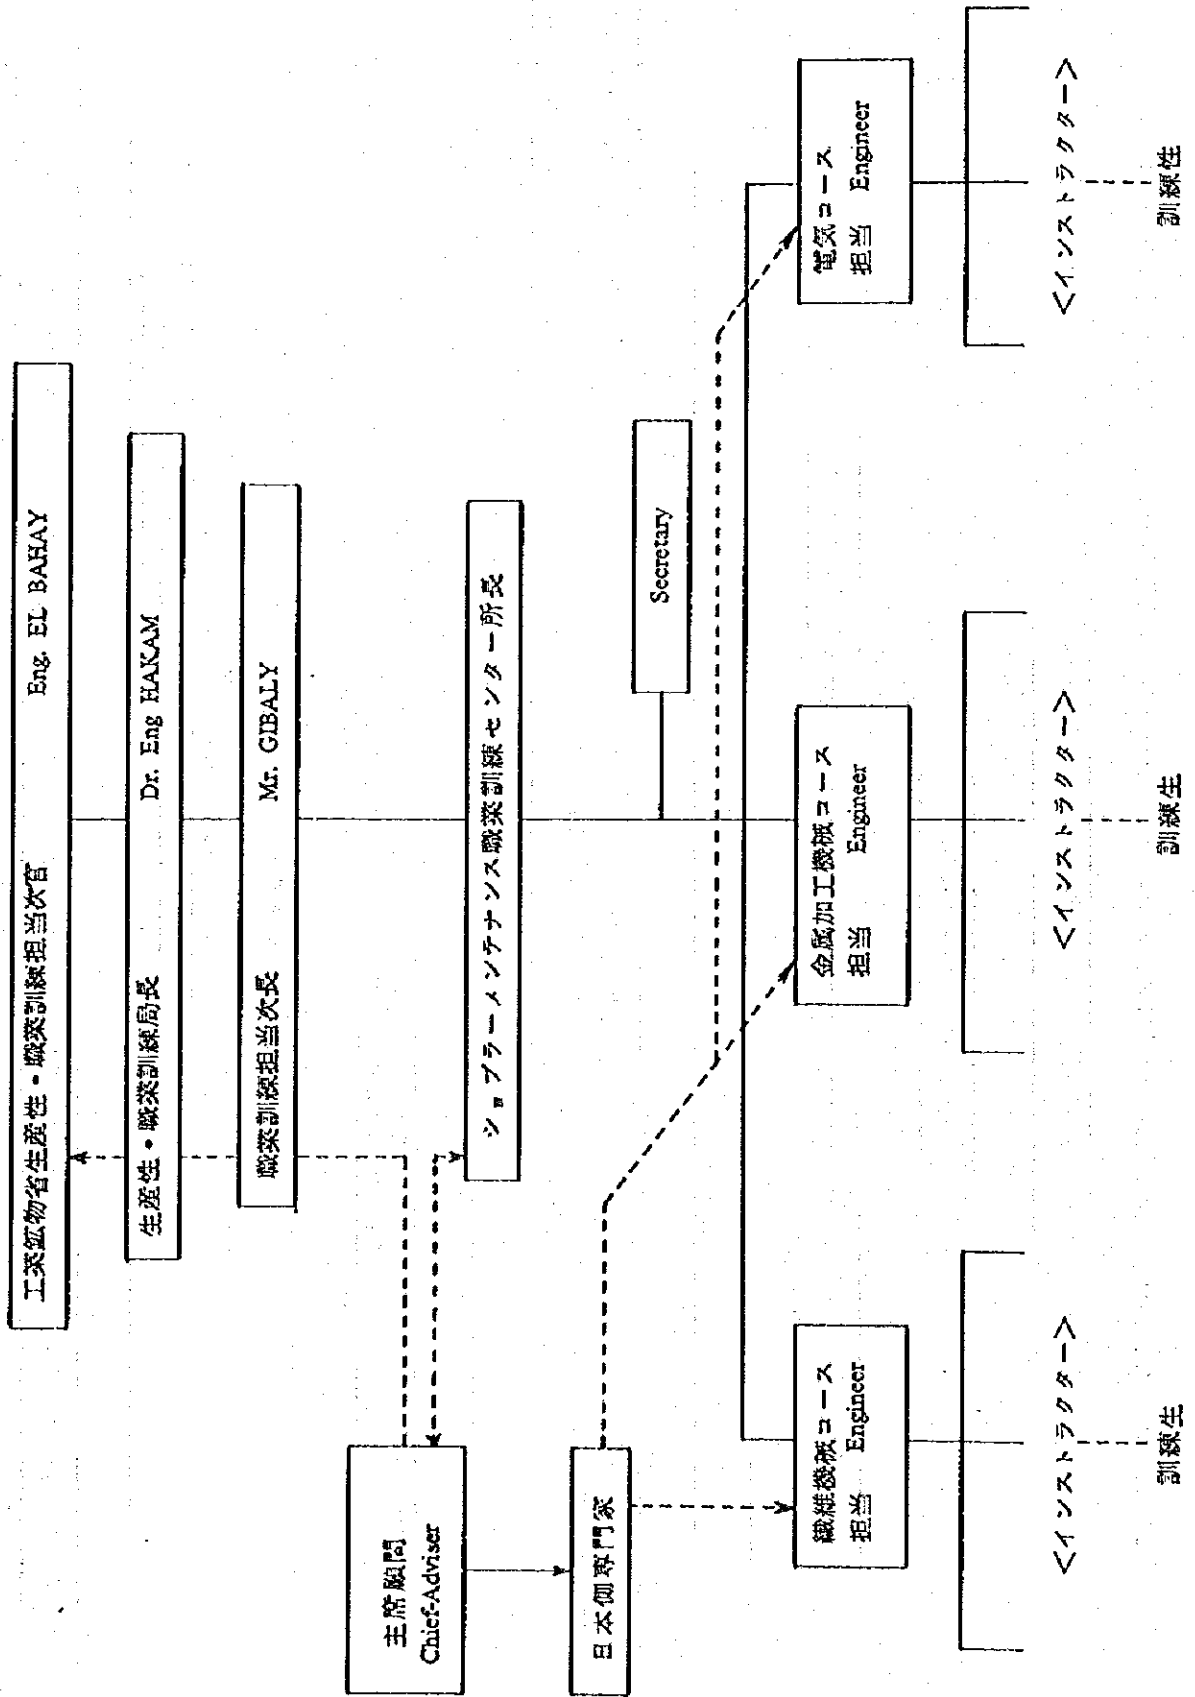 工業鉱物省生産性・職業訓練担当次官 Eng. EL BAHAY
生産性・職業訓練局長 Dr. Eng HAKAM
職業訓練担当次長 Mr. GIBALY
主席顧問
Chief-Adviser
ショブラーメンテナンス職業訓練センター所長
日本側専門家
Secretary
繊維機械コース
担当 Engineer
金属加工機械コース
担当 Engineer
電気コース
担当 Engineer
<インストラクター>
<インストラクター>
<インストラクター>
訓練生
訓練生
訓練性